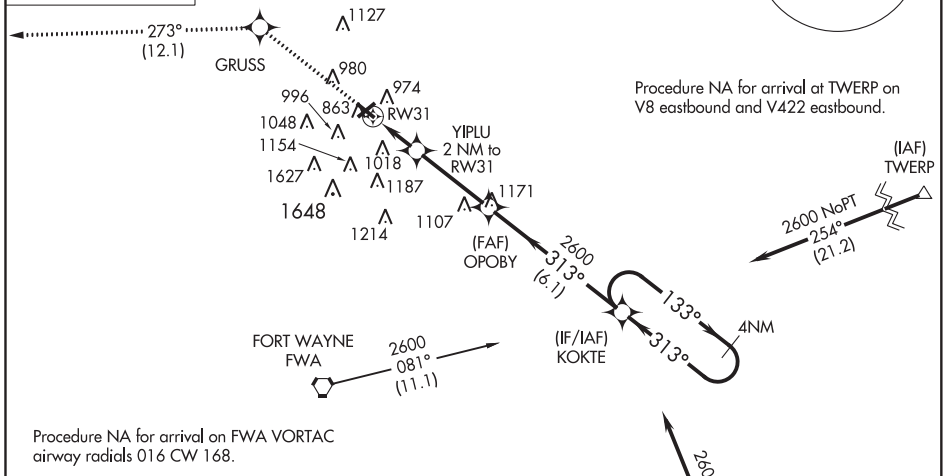 1127
273°
(12.1)
GRUSS
980
974
996
863
RW31
1048
YIPLU
2 NM to
RW31
1154
1018
1627
1187
1648
1171
1107
1214
Procedure NA for arrival at TWERP on
V8 eastbound and V422 eastbound.
(IAF)
TWERP
2600 NoPT
254°
(21.2)
(FAF)
OPOBY
2600
313°
(6.1)
133°
4NM
313°
(IF/IAF)
KOKTE
FORT WAYNE
FWA
2600
081°
(11.1)
Procedure NA for arrival on FWA VORTAC
airway radials 016 CW 168.